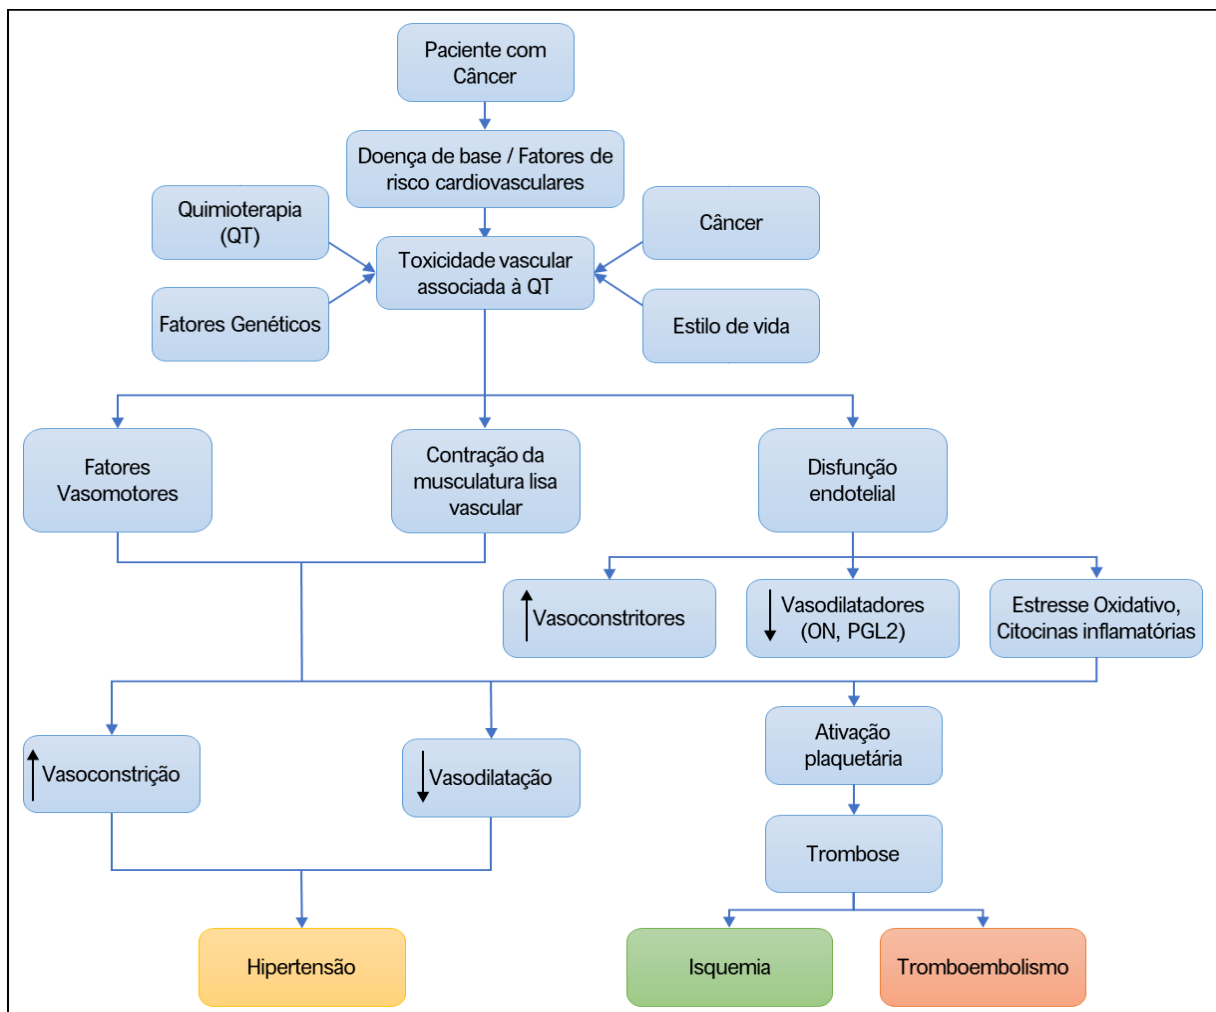 Paciente com
Câncer
Doença de base / Fatores de
risco cardiovasculares
Quimioterapia
(QT)
Câncer
Toxicidade vascular
associada à QT
Fatores Genéticos
Estilo de vida
Fatores
Vasomotores
Contração da
musculatura lisa
vascular
Disfunção
endotelial
Vasoconstritores
Vasodilatadores
(ON, PGL2)
Estresse Oxidativo,
Citocinas inflamatórias
Vasoconstrição
Vasodilatação
Ativação
plaquetária
Trombose
Hipertensão
Isquemia
Tromboembolismo